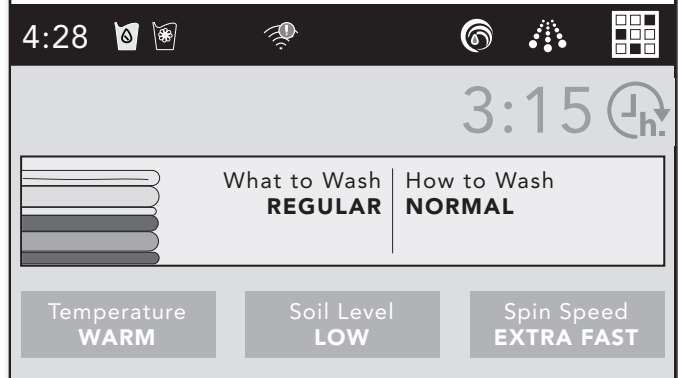 4:28
3:15 h.
What to Wash
REGULAR
How to Wash
NORMAL
Temperature
WARM
Soil Level
LOW
Spin Speed
EXTRA FAST